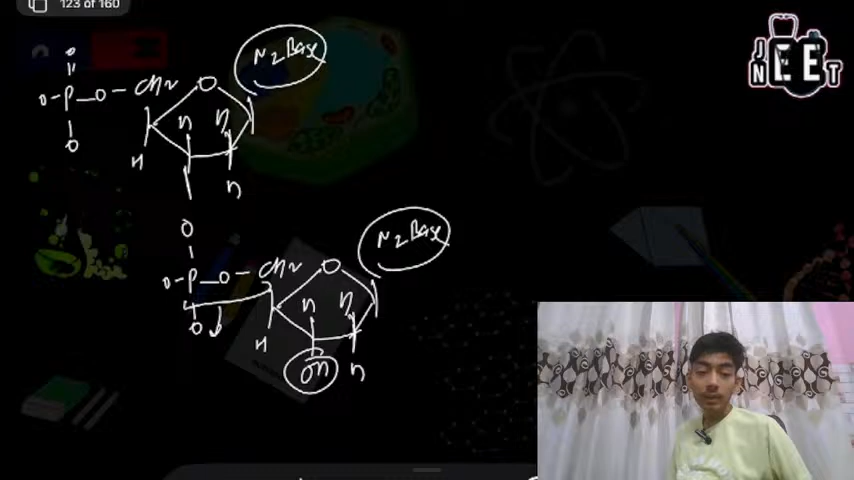 123 of 160
J NEET
N
N2 Base
O
||
O-P-O-CH2
O
|
O
H
H
H
H
N2 Base
O
|
O-P-O-CH2
O
|
O
H
H
H
OH
H